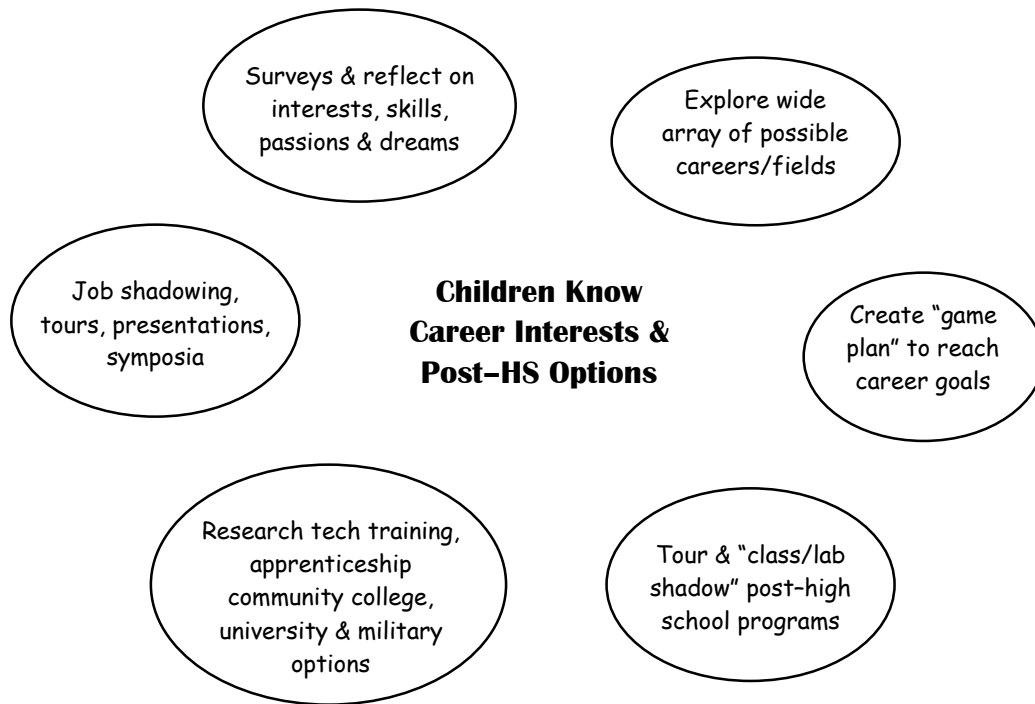 Surveys & reflect on
interests, skills,
passions & dreams
Explore wide
array of possible
careers/fields
Job shadowing,
tours, presentations,
symposia
Children Know
Career Interests &
Post–HS Options
Create “game
plan” to reach
career goals
Research tech training,
apprenticeship
community college,
university & military
options
Tour & “class/lab
shadow” post–high
school programs